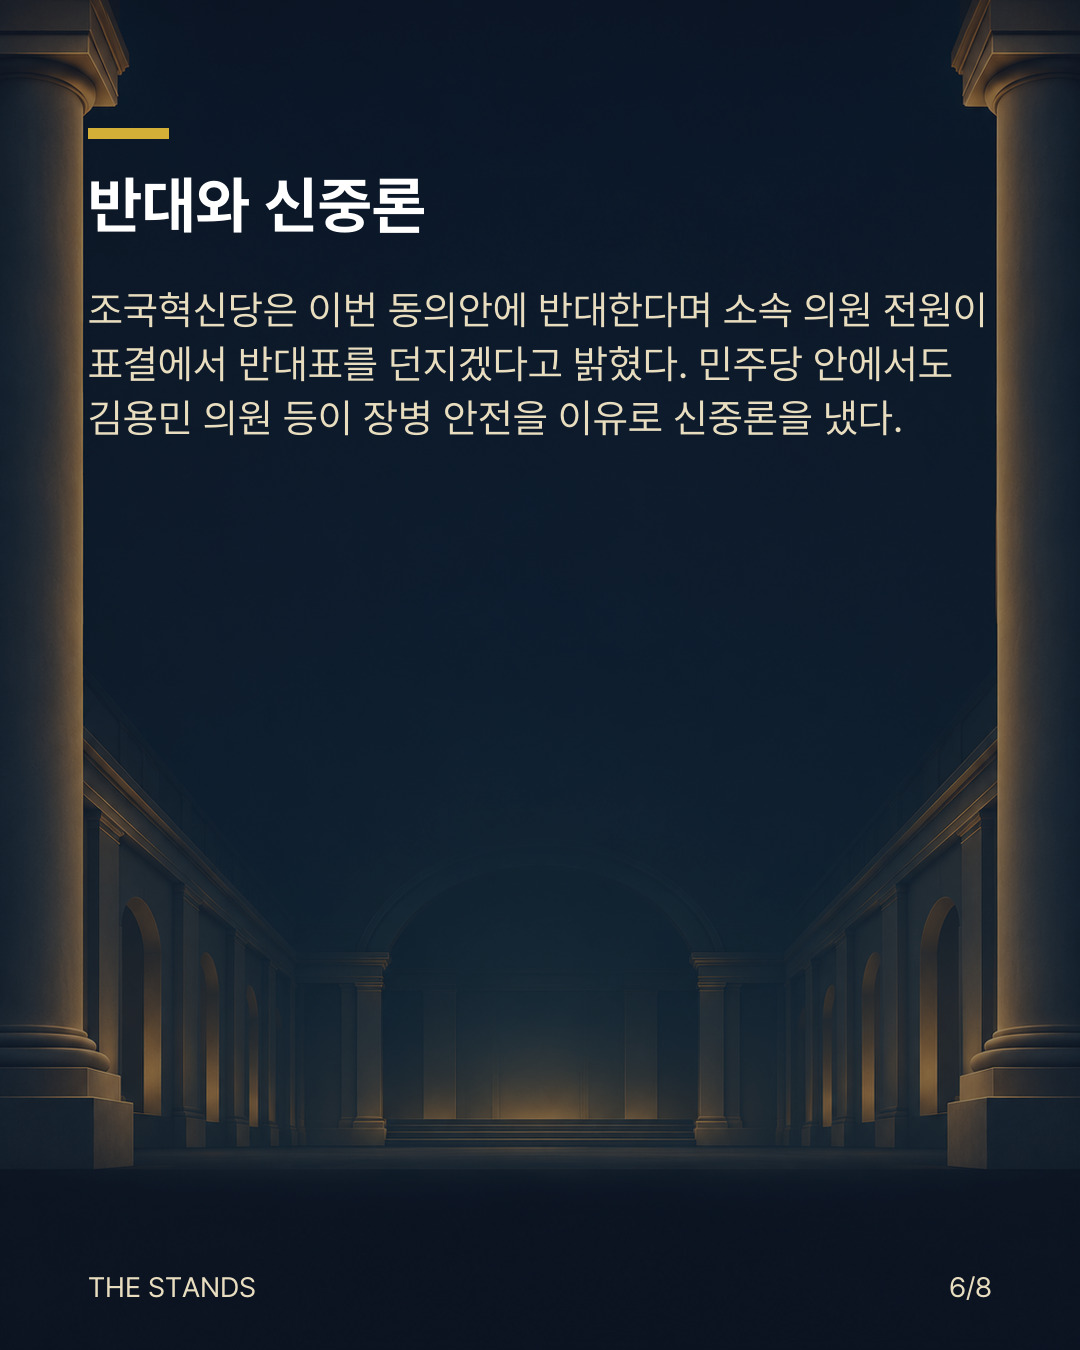 반대와 신중론
조국혁신당은 이번 동의안에 반대한다며 소속 의원 전원이
표결에서 반대표를 던지겠다고 밝혔다. 민주당 안에서도
김용민 의원 등이 장병 안전을 이유로 신중론을 냈다.
THE STANDS
6/8